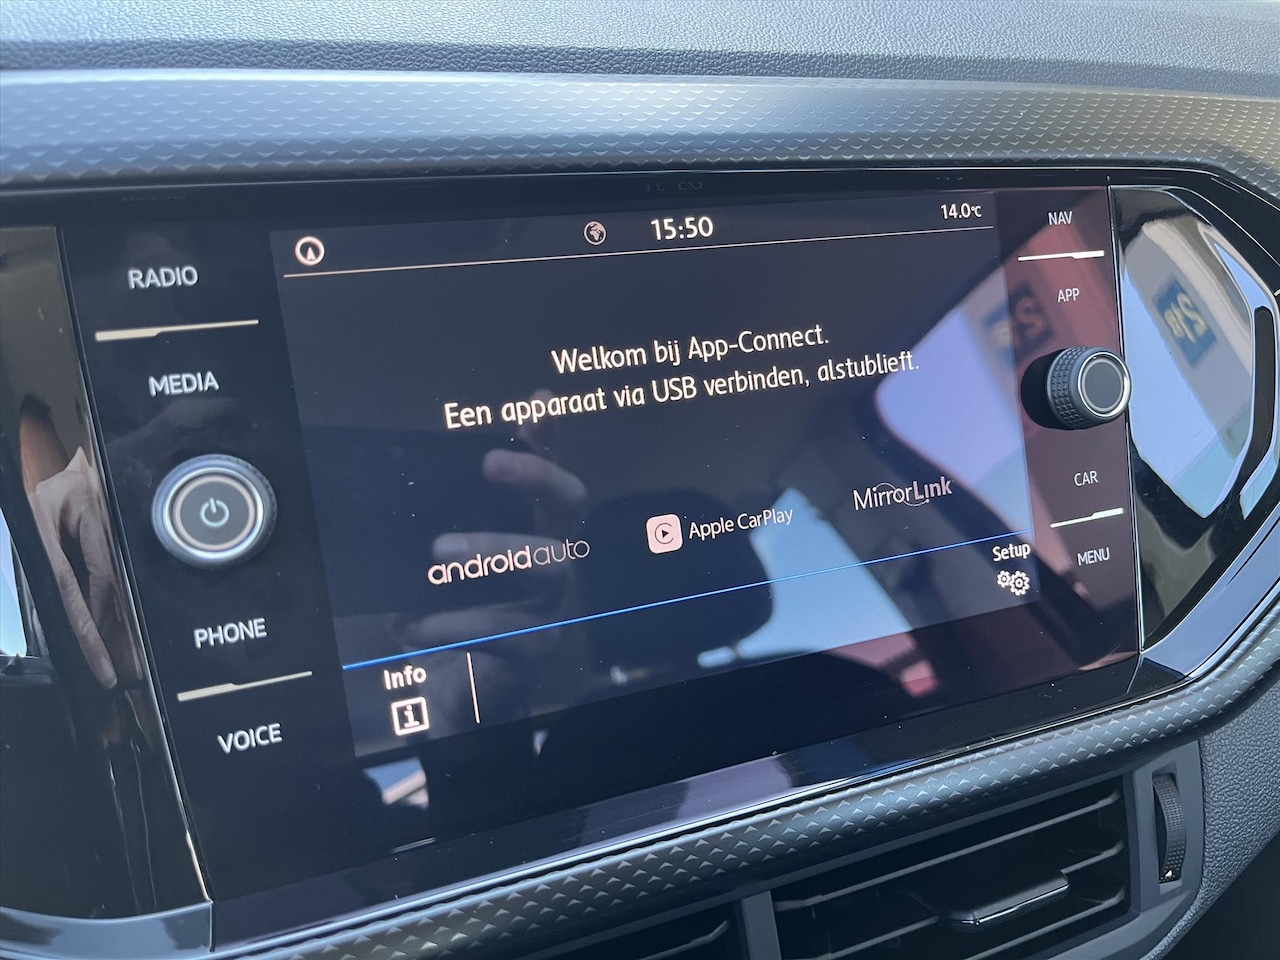 15:50
14.0°C
RADIO
MEDIA
PHONE
VOICE
Welkom bij App-Connect.
Een apparaat via USB verbinden, alstublieft.
androidauto
Apple CarPlay
MirrorLink
Info
i
Setup
NAV
APP
CAR
MENU